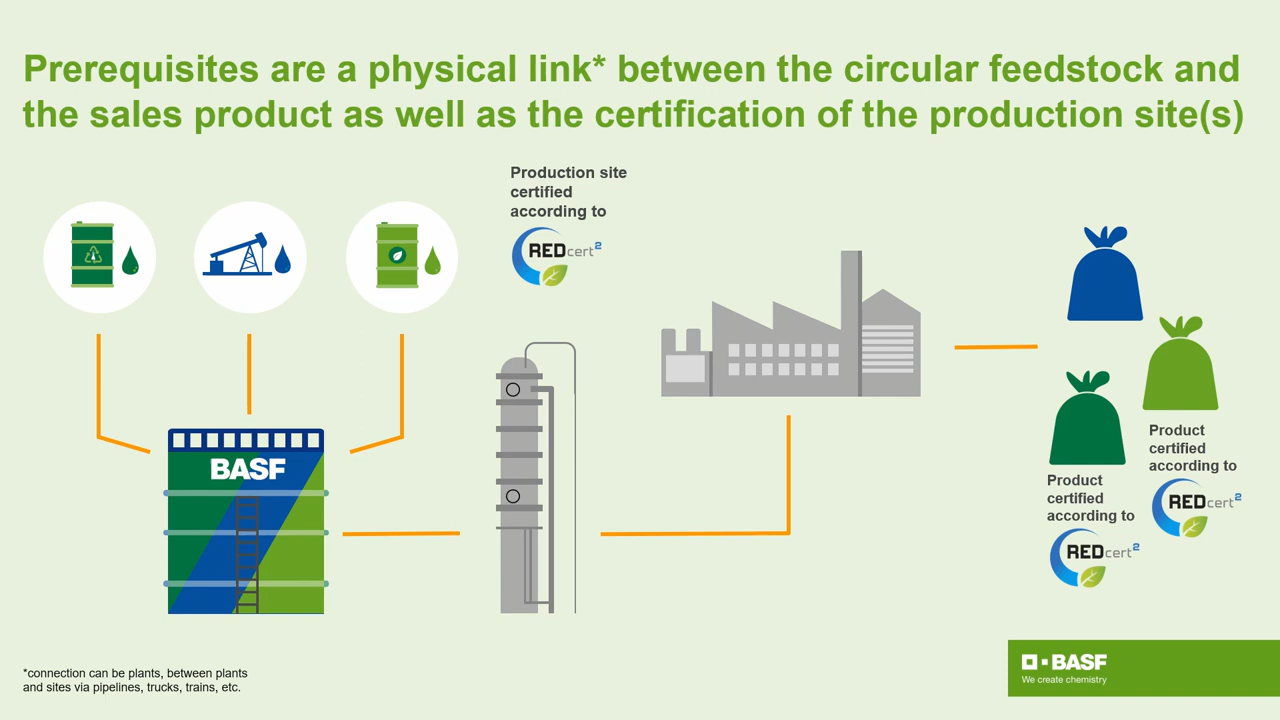 Prerequisites are a physical link* between the circular feedstock and
the sales product as well as the certification of the production site(s)
Production site
certified
according to
REDcert²
BASF
Product
certified
according to
REDcert²
Product
certified
according to
REDcert²
*connection can be plants, between plants
and sites via pipelines, trucks, trains, etc.
BASF
We create chemistry